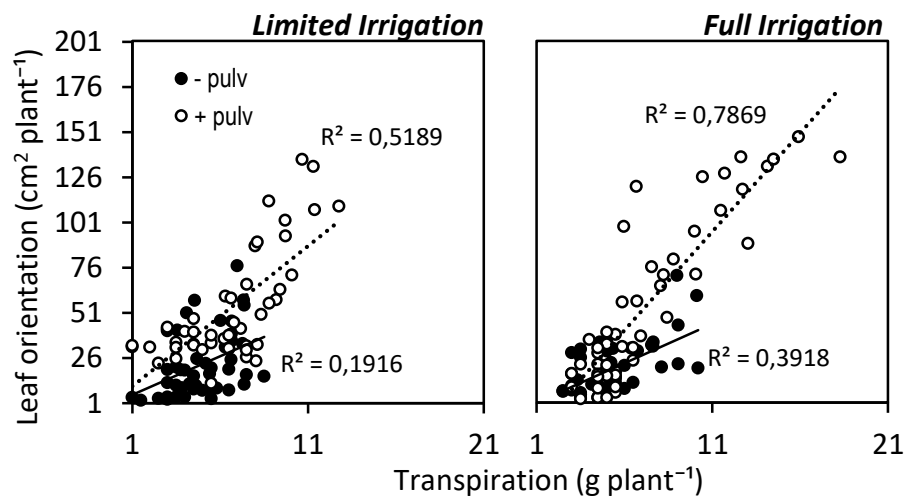 Limited Irrigation
Full Irrigation
Leaf orientation (cm² plant⁻¹)
201
176
151
126
101
76
51
26
1
- pulv
+ pulv
R² = 0,5189
R² = 0,1916
R² = 0,7869
R² = 0,3918
1 11 21
1 11 21
Transpiration (g plant⁻¹)